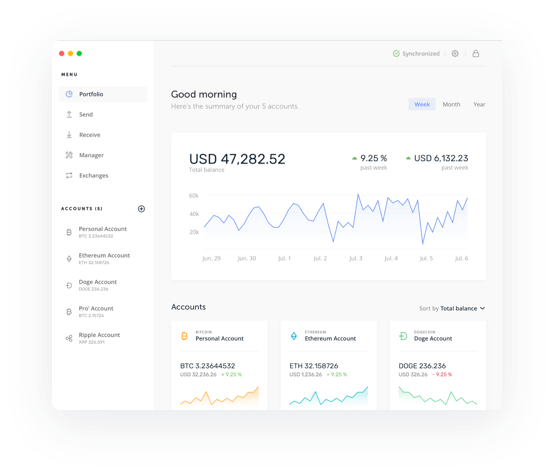 Synchronized
MENU
Portfolio
Send
Receive
Manager
Exchanges
ACCOUNTS (5)
Personal Account
BTC 3.23644532
Ethereum Account
ETH 32.158726
Doge Account
DOGE 236.236
Pro' Account
BTC 2.15724
Ripple Account
XRP 326,591
Good morning
Here's the summary of your 5 accounts.
Week Month Year
USD 47,282.52
Total balance
9.25 %
past week
USD 6,132.23
past week
60k
40k
20k
Jun, 29 Jun, 30 Jul. 1 Jul. 2 Jul. 3 Jul. 4 Jul. 5 Jul. 6
Accounts
Sort by Total balance
BITCOIN
Personal Account
BTC 3.23644532
USD 32,236.26 + 9.25 %
ETHEREUM
Ethereum Account
ETH 32.158726
USD 1,236.26 + 9.25 %
DOGECOIN
Doge Account
DOGE 236.236
USD 326.26 - 9.25 %